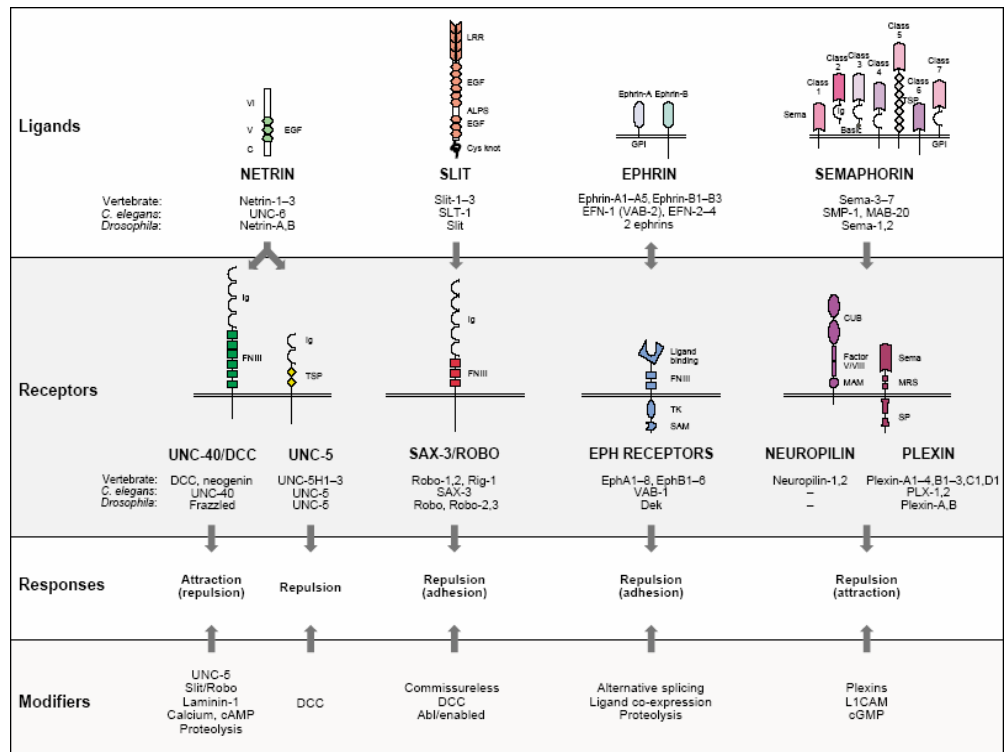 Ligands
VI
V
C
EGF
NETRIN
LRR
EGF
ALPS
EGF
Cys knot
SLIT
Ephrin-A Ephrin-B
GPI
EPHRIN
Class 1
Class 2
Class 3
Class 4
Class 5
Class 6
Class 7
Sema
Ig
Basic
TSP
GPI
SEMAPHORIN
Vertebrate: Netrin-1–3 Slit-1–3 Ephrin-A1–A5, Ephrin-B1–B3 Sema-3–7
C. elegans: UNC-6 SLT-1 EFN-1 (VAB-2), EFN-2–4 SMP-1, MAB-20
Drosophila: Netrin-A,B Slit 2 ephrins Sema-1,2
Receptors
Ig
FNIII
UNC-40/DCC
Ig
TSP
UNC-5
Ig
FNIII
SAX-3/ROBO
Ligand
binding
FNIII
TK
SAM
EPH RECEPTORS
CUB
Factor
V/VIII
MAM
NEUROPILIN
Sema
MRS
SP
PLEXIN
Vertebrate: DCC, neogenin UNC-5H1–3 Robo-1,2, Rig-1 EphA1–8, EphB1–6 Neuropilin-1,2 Plexin-A1–4,B1–3,C1,D1
C. elegans: UNC-40 UNC-5 SAX-3 VAB-1 – PLX-1,2
Drosophila: Frazzled UNC-5 Robo, Robo-2,3 Dek – Plexin-A,B
Responses
Attraction
(repulsion)
Repulsion
Repulsion
(adhesion)
Repulsion
(adhesion)
Repulsion
(attraction)
Modifiers
UNC-5
Slit/Robo
Laminin-1
Calcium, cAMP
Proteolysis
DCC
Commissureless
DCC
Abl/enabled
Alternative splicing
Ligand co-expression
Proteolysis
Plexins
L1CAM
cGMP